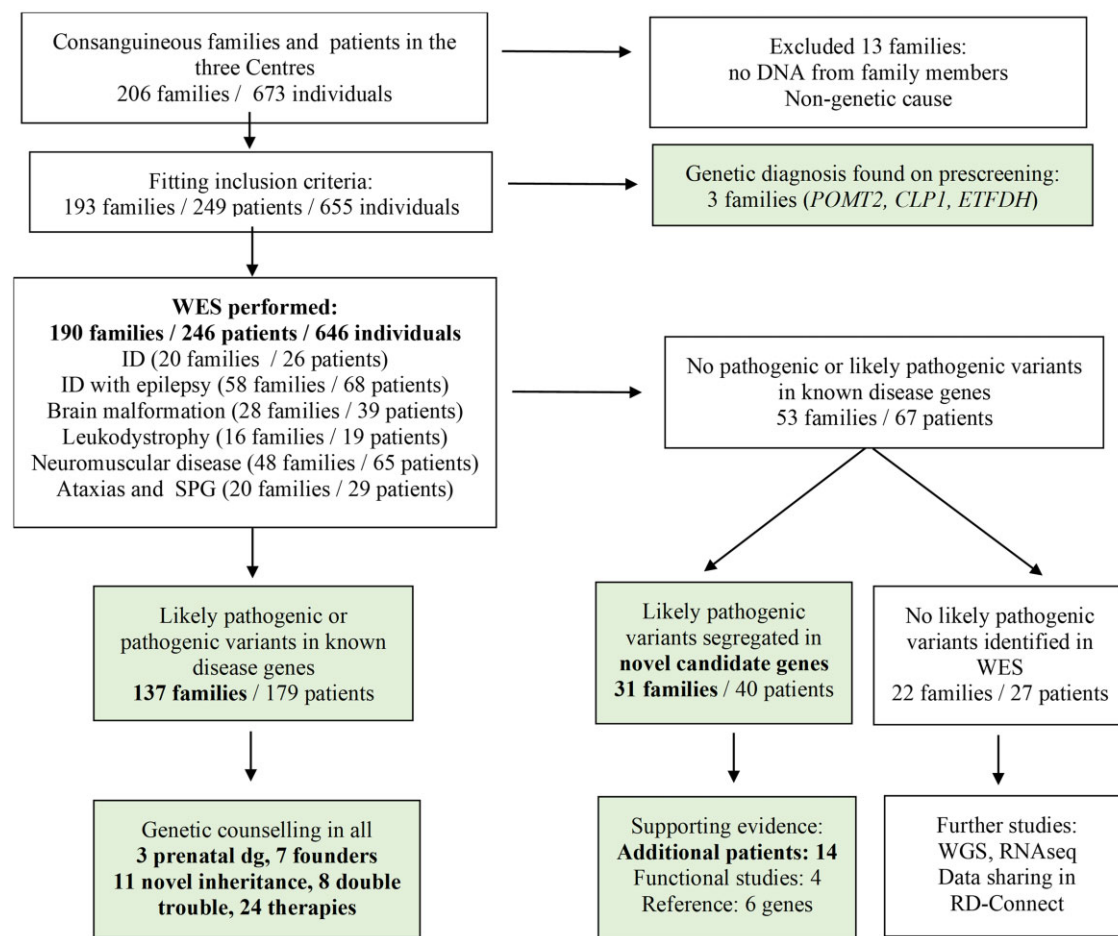 Consanguineous families and patients in the
three Centres
206 families / 673 individuals
Excluded 13 families:
no DNA from family members
Non-genetic cause
Fitting inclusion criteria:
193 families / 249 patients / 655 individuals
Genetic diagnosis found on prescreening:
3 families (POMT2, CLP1, ETFDH)
WES performed:
190 families / 246 patients / 646 individuals
ID (20 families / 26 patients)
ID with epilepsy (58 families / 68 patients)
Brain malformation (28 families / 39 patients)
Leukodystrophy (16 families / 19 patients)
Neuromuscular disease (48 families / 65 patients)
Ataxias and SPG (20 families / 29 patients)
No pathogenic or likely pathogenic variants
in known disease genes
53 families / 67 patients
Likely pathogenic or
pathogenic variants in known
disease genes
137 families / 179 patients
Likely pathogenic
variants segregated in
novel candidate genes
31 families / 40 patients
No likely pathogenic
variants identified in
WES
22 families / 27 patients
Genetic counselling in all
3 prenatal dg, 7 founders
11 novel inheritance, 8 double
trouble, 24 therapies
Supporting evidence:
Additional patients: 14
Functional studies: 4
Reference: 6 genes
Further studies:
WGS, RNAseq
Data sharing in
RD-Connect